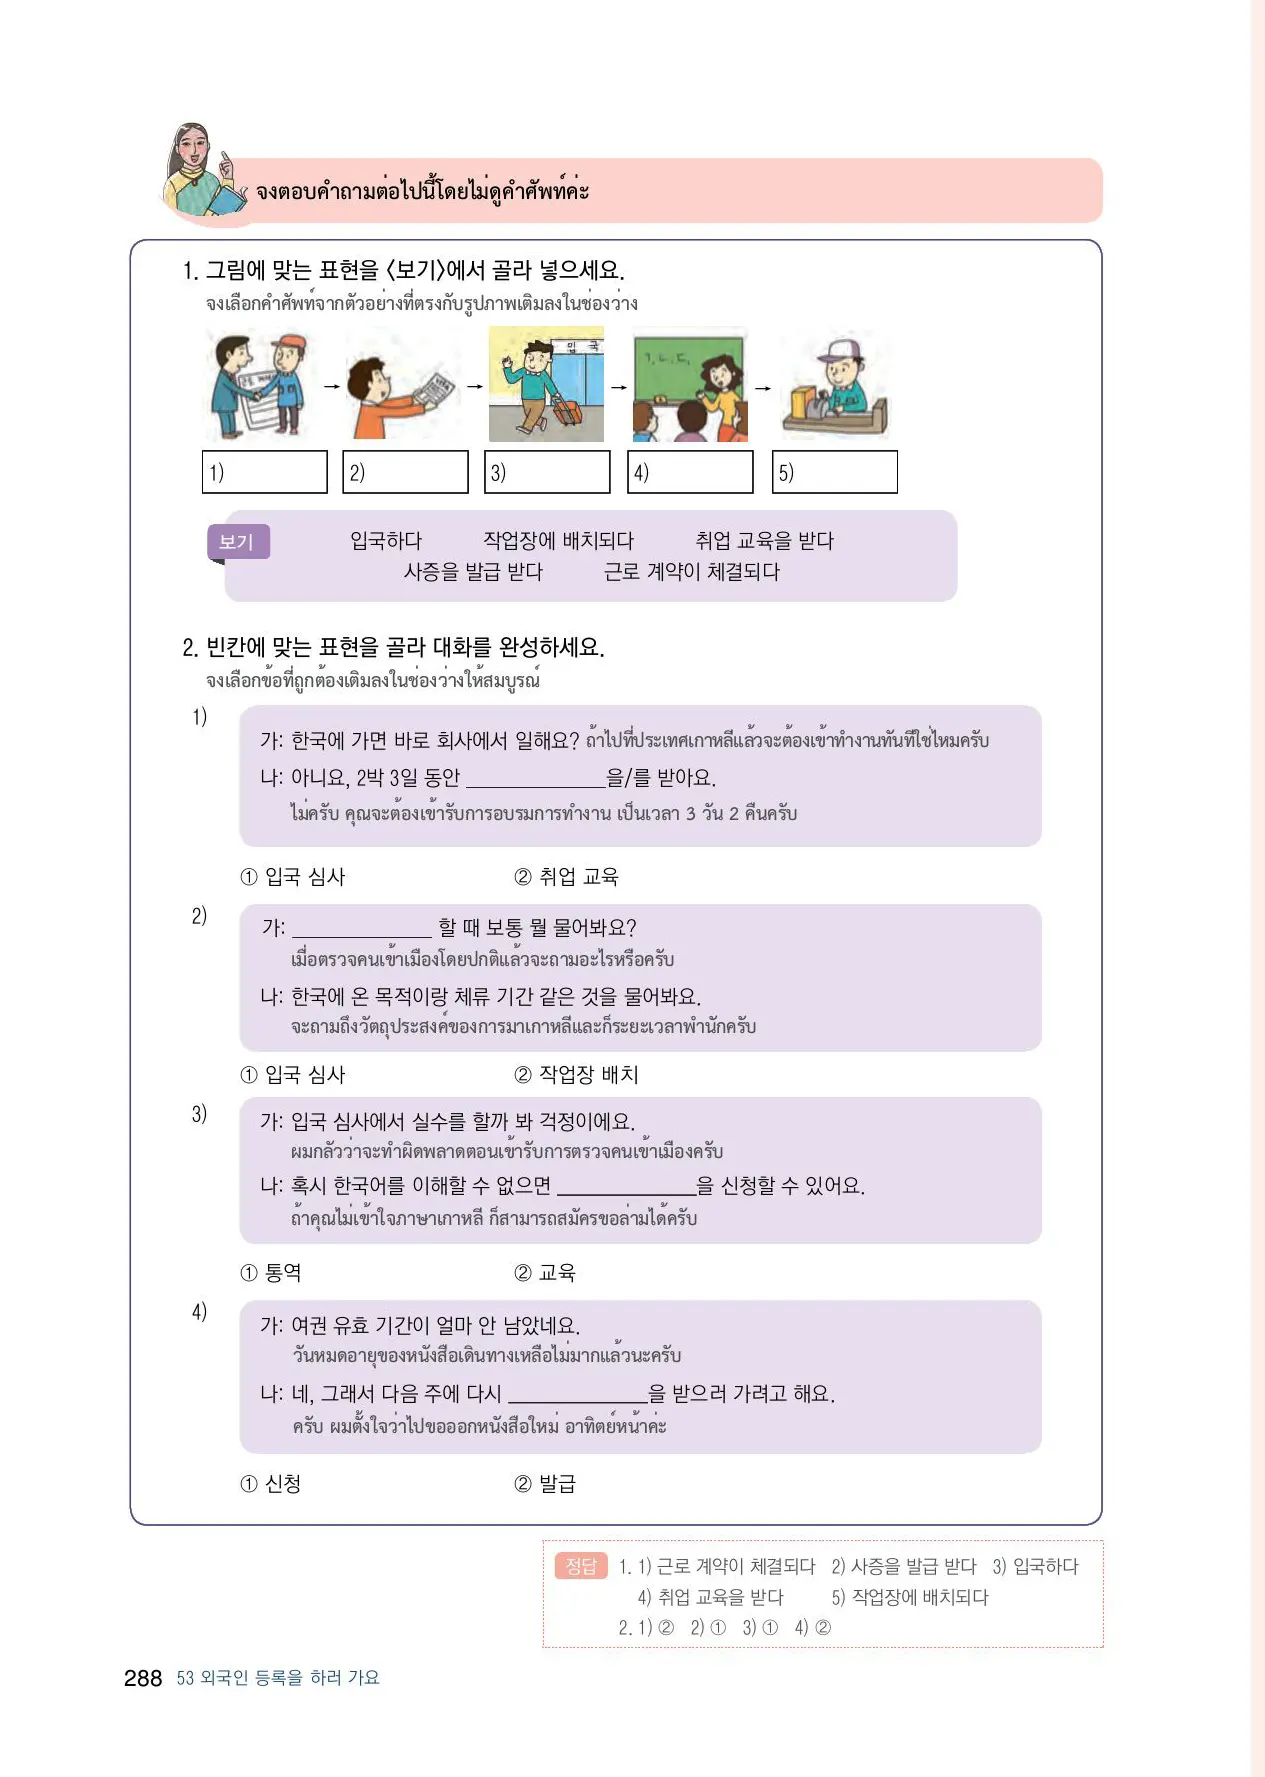 จงตอบคำถามต่อไปนี้โดยไม่ดูคำศัพท์ค่ะ
1. 그림에 맞는 표현을 〈보기〉에서 골라 넣으세요.
จงเลือกคำศัพท์จากตัวอย่างที่ตรงกับรูปภาพเติมลงในช่องว่าง
입 국
→ → → →
1) 2) 3) 4) 5)
보기 입국하다 작업장에 배치되다 취업 교육을 받다
사증을 발급 받다 근로 계약이 체결되다
2. 빈칸에 맞는 표현을 골라 대화를 완성하세요.
จงเลือกข้อที่ถูกต้องเติมลงในช่องว่างให้สมบูรณ์
1)
가: 한국에 가면 바로 회사에서 일해요? ถ้าไปที่ประเทศเกาหลีแล้วจะต้องเข้าทำงานทันทีใช่ไหมครับ
나: 아니요, 2박 3일 동안 ______________을/를 받아요.
ไม่ครับ คุณจะต้องเข้ารับการอบรมการทำงาน เป็นเวลา 3 วัน 2 คืนครับ
① 입국 심사 ② 취업 교육
2)
가: ______________ 할 때 보통 뭘 물어봐요?
เมื่อตรวจคนเข้าเมืองโดยปกติแล้วจะถามอะไรหรือครับ
나: 한국에 온 목적이랑 체류 기간 같은 것을 물어봐요.
จะถามถึงวัตถุประสงค์ของการมาเกาหลีและก็ระยะเวลาพำนักครับ
① 입국 심사 ② 작업장 배치
3)
가: 입국 심사에서 실수를 할까 봐 걱정이에요.
ผมกลัวว่าจะทำผิดพลาดตอนเข้ารับการตรวจคนเข้าเมืองครับ
나: 혹시 한국어를 이해할 수 없으면 ______________을 신청할 수 있어요.
ถ้าคุณไม่เข้าใจภาษาเกาหลี ก็สามารถสมัครขอล่ามได้ครับ
① 통역 ② 교육
4)
가: 여권 유효 기간이 얼마 안 남았네요.
วันหมดอายุของหนังสือเดินทางเหลือไม่มากแล้วนะครับ
나: 네, 그래서 다음 주에 다시 ______________을 받으러 가려고 해요.
ครับ ผมตั้งใจว่าไปขอออกหนังสือใหม่ อาทิตย์หน้าค่ะ
① 신청 ② 발급
정답 1. 1) 근로 계약이 체결되다 2) 사증을 발급 받다 3) 입국하다
4) 취업 교육을 받다 5) 작업장에 배치되다
2. 1) ② 2) ① 3) ① 4) ②
288 53 외국인 등록을 하러 가요